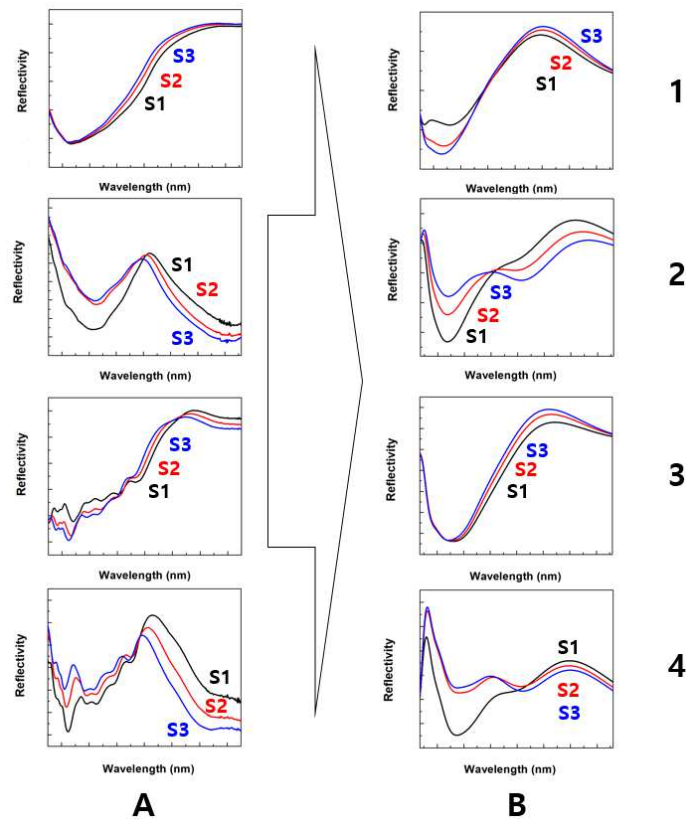 Reflectivity
S3
S2
S1
Wavelength (nm)
Reflectivity
S3
S2
S1
Wavelength (nm)
1
Reflectivity
S1
S2
S3
Wavelength (nm)
Reflectivity
S3
S2
S1
Wavelength (nm)
2
Reflectivity
S3
S2
S1
Wavelength (nm)
Reflectivity
S3
S2
S1
Wavelength (nm)
3
Reflectivity
S1
S2
S3
Wavelength (nm)
Reflectivity
S1
S2
S3
Wavelength (nm)
4
A
B